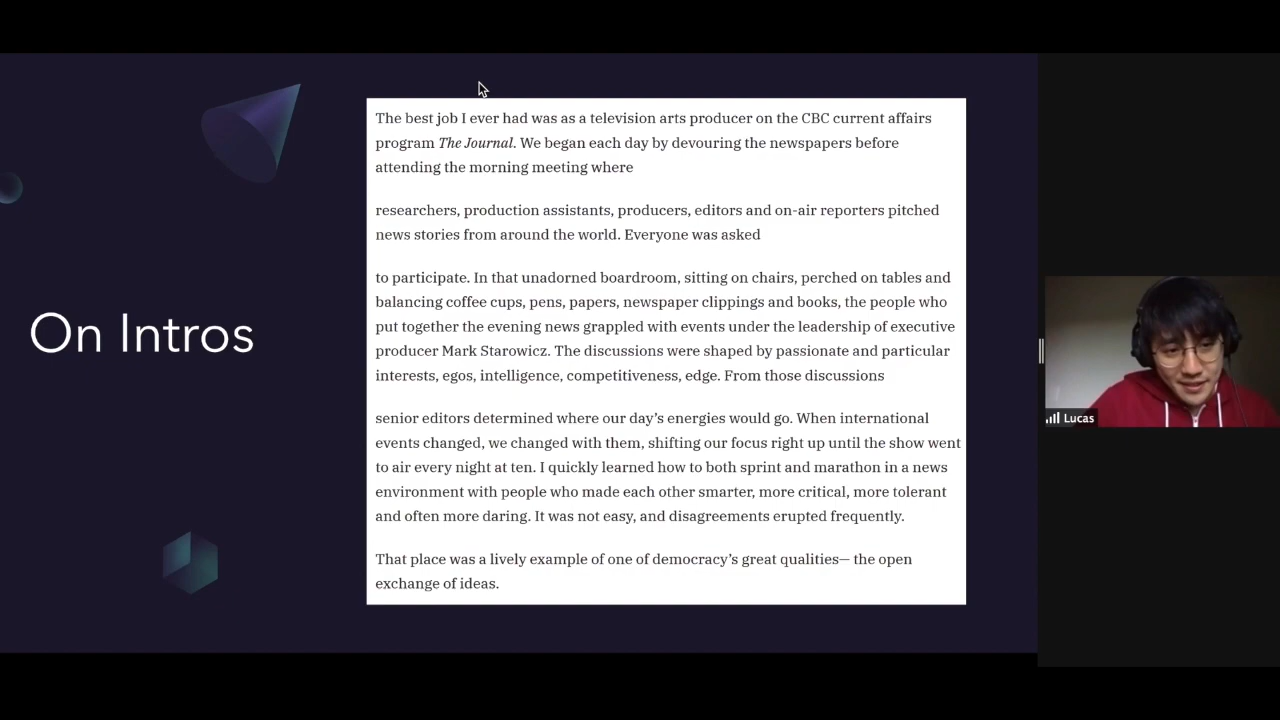 On Intros
The best job I ever had was as a television arts producer on the CBC current affairs
program The Journal. We began each day by devouring the newspapers before
attending the morning meeting where
researchers, production assistants, producers, editors and on-air reporters pitched
news stories from around the world. Everyone was asked
to participate. In that unadorned boardroom, sitting on chairs, perched on tables and
balancing coffee cups, pens, papers, newspaper clippings and books, the people who
put together the evening news grappled with events under the leadership of executive
producer Mark Starowicz. The discussions were shaped by passionate and particular
interests, egos, intelligence, competitiveness, edge. From those discussions
senior editors determined where our day’s energies would go. When international
events changed, we changed with them, shifting our focus right up until the show went
to air every night at ten. I quickly learned how to both sprint and marathon in a news
environment with people who made each other smarter, more critical, more tolerant
and often more daring. It was not easy, and disagreements erupted frequently.
That place was a lively example of one of democracy’s great qualities— the open
exchange of ideas.
Lucas